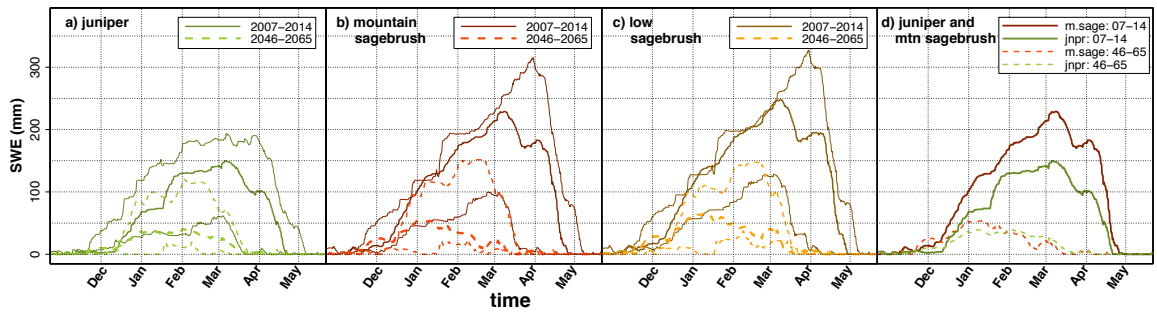 a) juniper
2007−2014
2046−2065
b) mountain
sagebrush
2007−2014
2046−2065
c) low
sagebrush
2007−2014
2046−2065
d) juniper and
mtn sagebrush
m.sage: 07−14
jnpr: 07−14
m.sage: 46−65
jnpr: 46−65
SWE (mm)
300
200
100
0
Dec Jan Feb Mar Apr May
Dec Jan Feb Mar Apr May
Dec Jan Feb Mar Apr May
Dec Jan Feb Mar Apr May
time